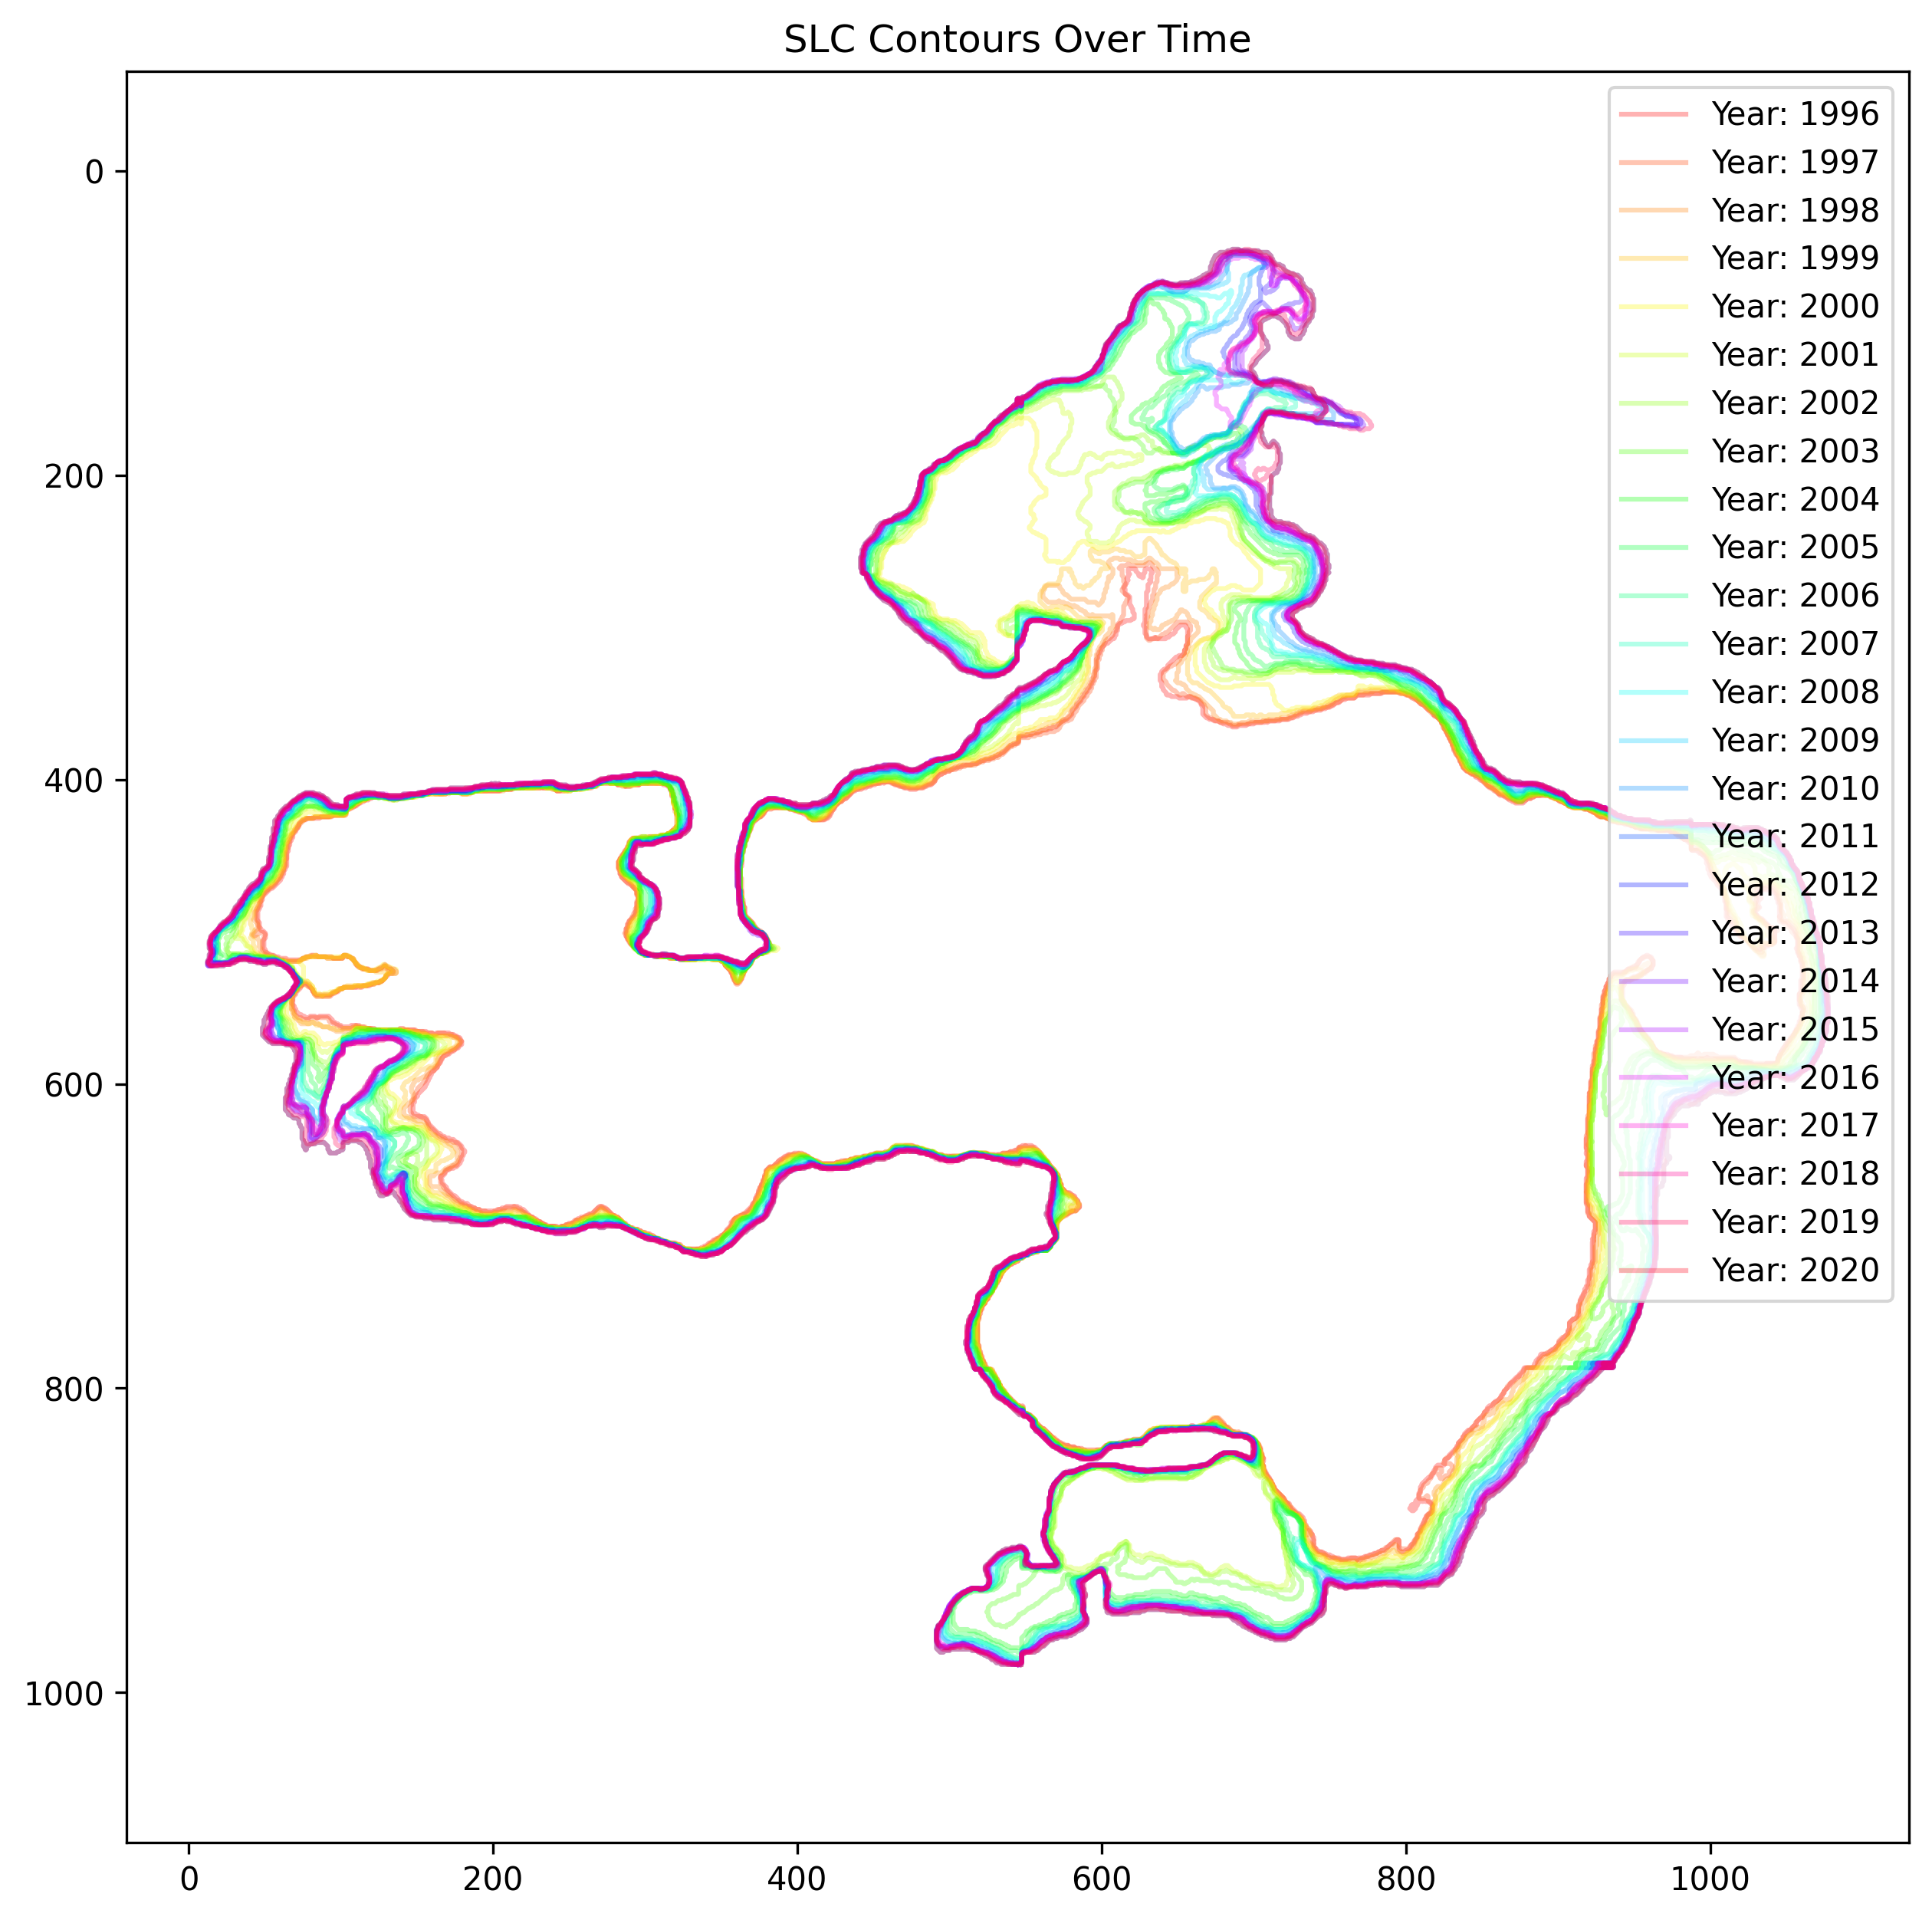 SLC Contours Over Time
Year: 1996
Year: 1997
Year: 1998
Year: 1999
Year: 2000
Year: 2001
Year: 2002
Year: 2003
Year: 2004
Year: 2005
Year: 2006
Year: 2007
Year: 2008
Year: 2009
Year: 2010
Year: 2011
Year: 2012
Year: 2013
Year: 2014
Year: 2015
Year: 2016
Year: 2017
Year: 2018
Year: 2019
Year: 2020
0
200
400
600
800
1000
0 200 400 600 800 1000